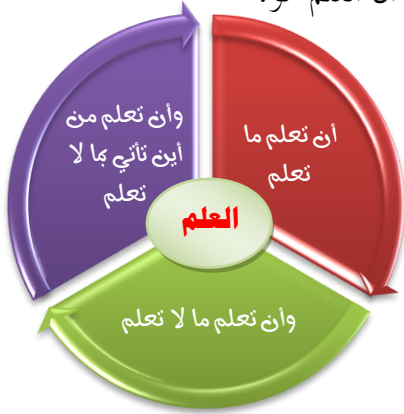 أن تعلم ما
تعلم
وأن تعلم ما لا تعلم
وأن تعلم من
أين تأتي بما لا
تعلم
العلم